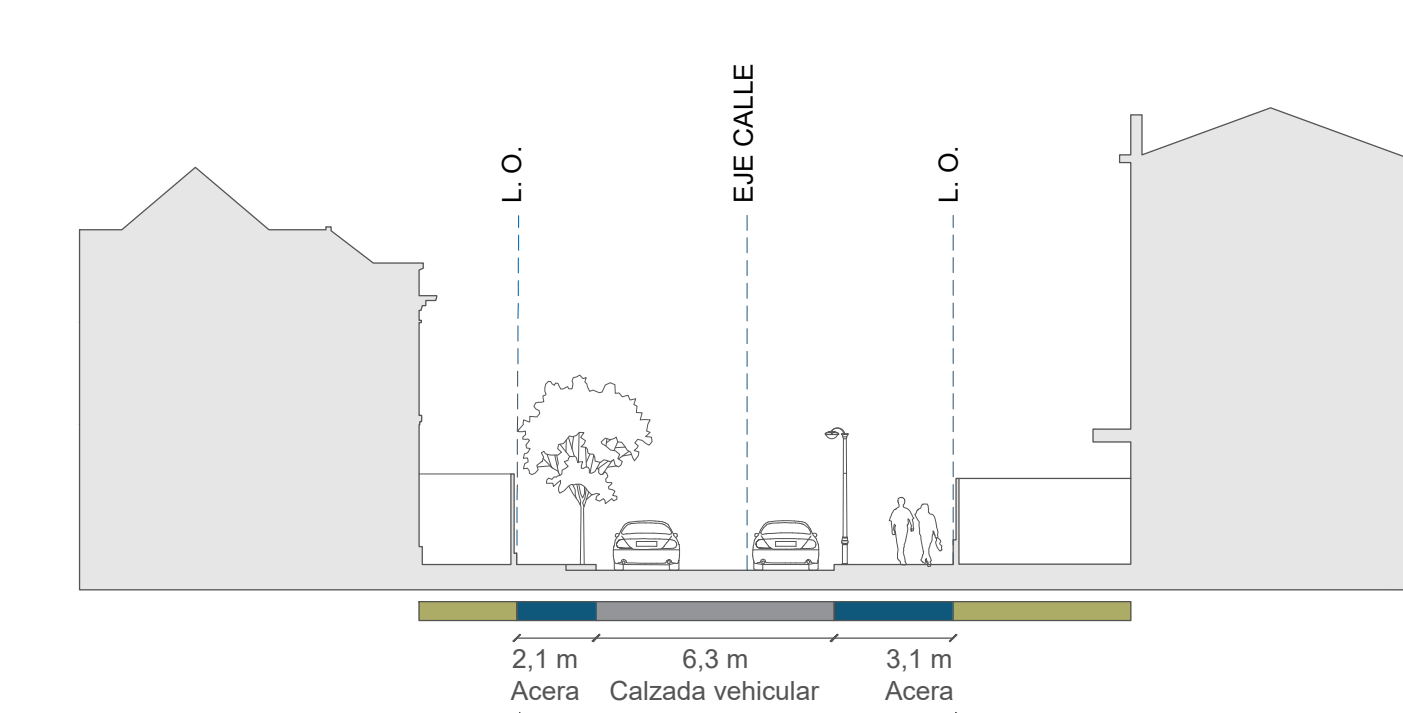 L. O.
EJE CALLE
L. O.
2,1 m
Acera
6,3 m
Calzada vehicular
3,1 m
Acera